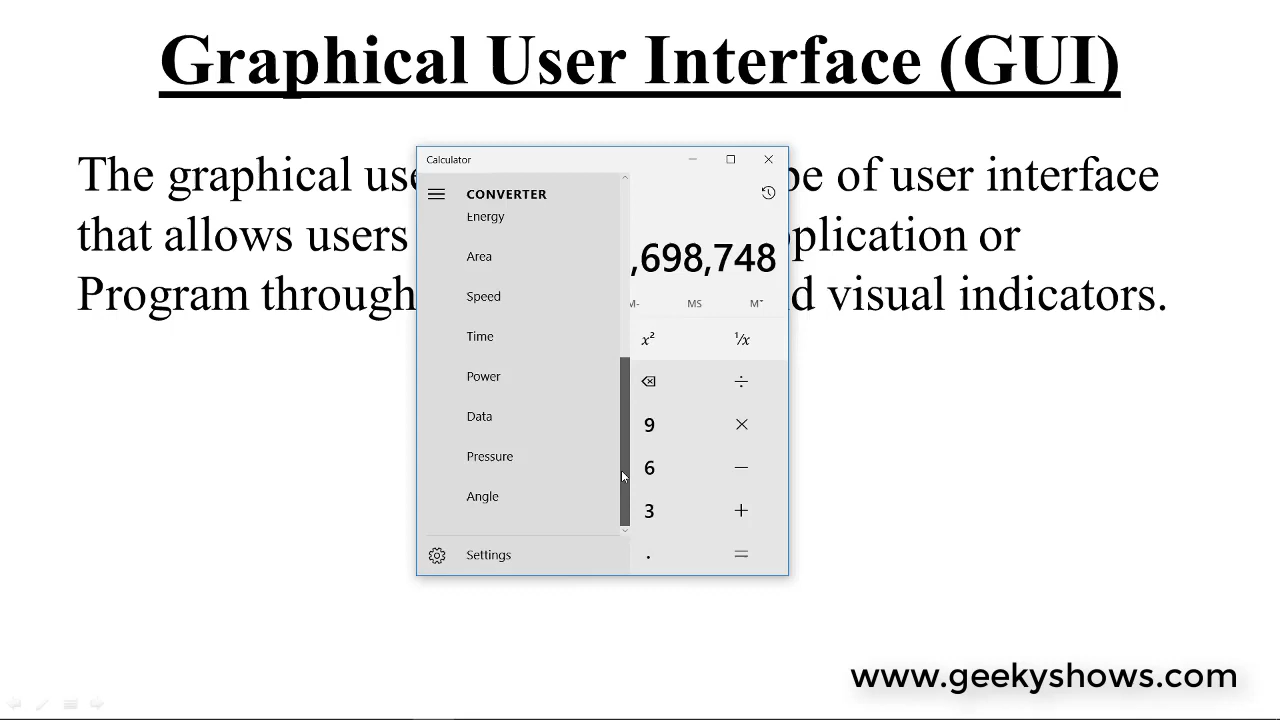 Graphical User Interface (GUI)
The graphical use pe of user interface
that allows users plication or
Program through d visual indicators.
Calculator
CONVERTER
Energy
Area
Speed
Time
Power
Data
Pressure
Angle
Settings
,698,748
M- MS M˅
x² ¹/x
÷
9 ×
6 −
3 +
. =
www.geekyshows.com